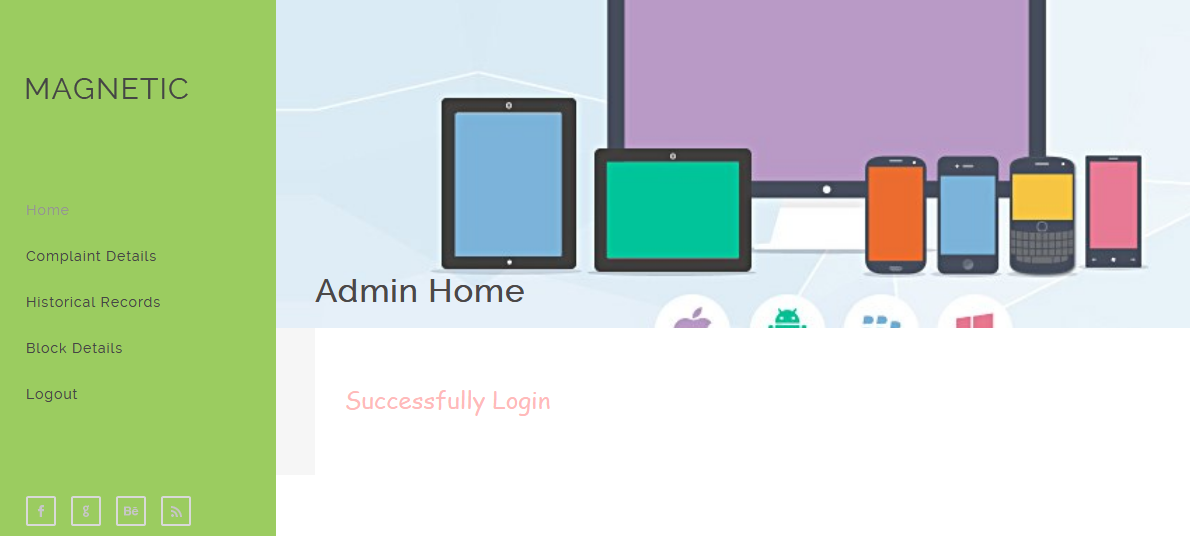 MAGNETIC
Home
Complaint Details
Historical Records
Block Details
Logout
Admin Home
Successfully Login